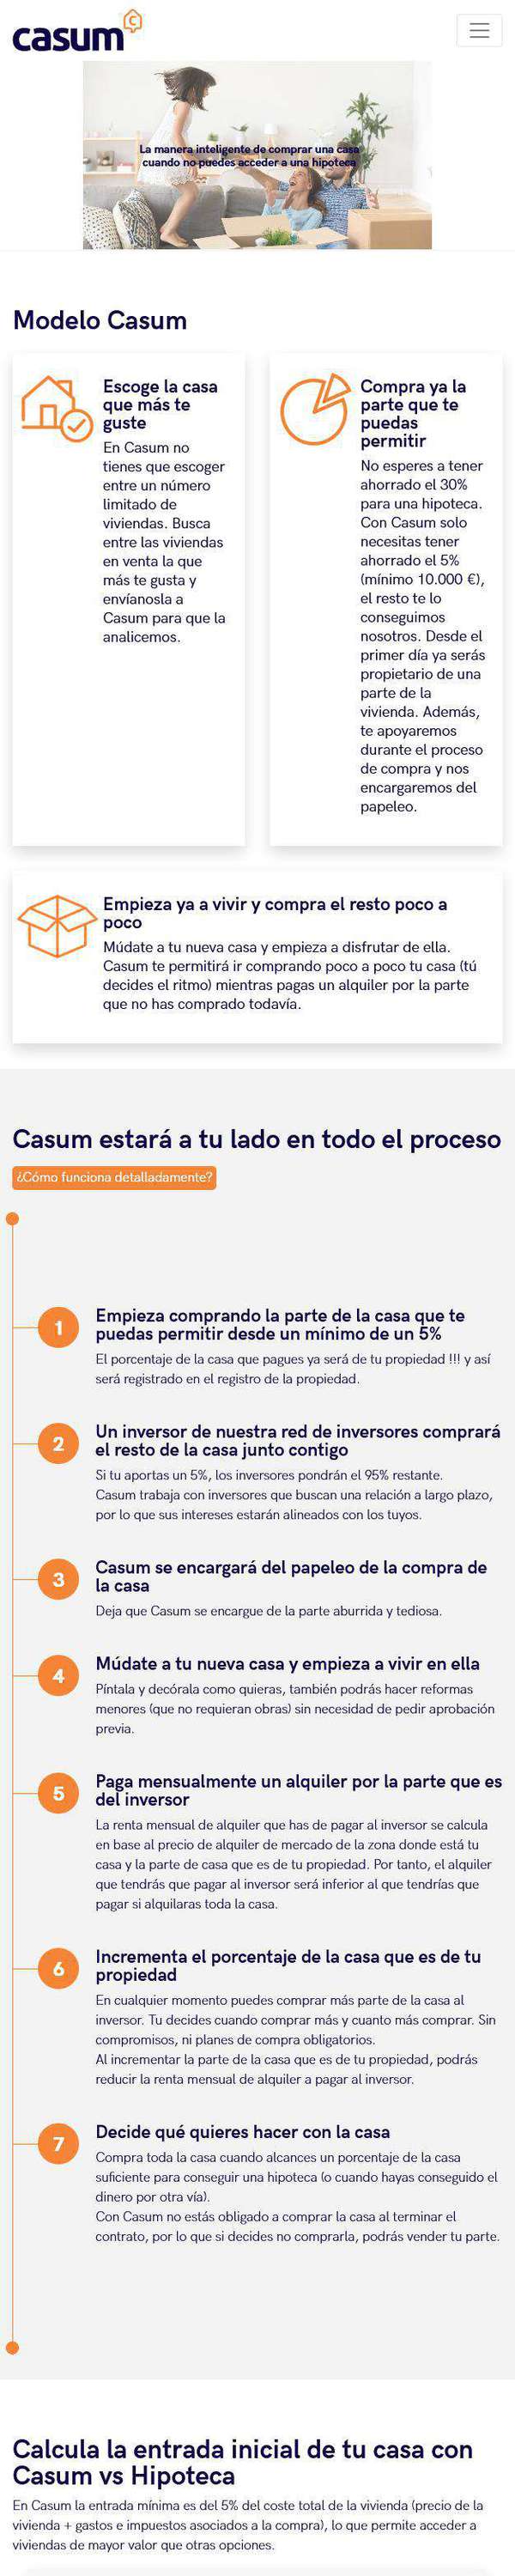 casum
La manera inteligente de comprar una casa
cuando no puedes acceder a una hipoteca
Modelo Casum
Escoge la casa
que más te
guste
En Casum no
tienes que escoger
entre un número
limitado de
viviendas. Busca
entre las viviendas
en venta la que
más te gusta y
envíanosla a
Casum para que la
analicemos.
Compra ya la
parte que te
puedas
permitir
No esperes a tener
ahorrado el 30%
para una hipoteca.
Con Casum solo
necesitas tener
ahorrado el 5%
(mínimo 10.000 €),
el resto te lo
conseguimos
nosotros. Desde el
primer día ya serás
propietario de una
parte de la
vivienda. Además,
te apoyaremos
durante el proceso
de compra y nos
encargaremos del
papeleo.
Empieza ya a vivir y compra el resto poco a
poco
Múdate a tu nueva casa y empieza a disfrutar de ella.
Casum te permitirá ir comprando poco a poco tu casa (tú
decides el ritmo) mientras pagas un alquiler por la parte
que no has comprado todavía.
Casum estará a tu lado en todo el proceso
¿Cómo funciona detalladamente?
1
Empieza comprando la parte de la casa que te
puedas permitir desde un mínimo de un 5%
El porcentaje de la casa que pagues ya será de tu propiedad !!! y así
será registrado en el registro de la propiedad.
2
Un inversor de nuestra red de inversores comprará
el resto de la casa junto contigo
Si tu aportas un 5%, los inversores pondrán el 95% restante.
Casum trabaja con inversores que buscan una relación a largo plazo,
por lo que sus intereses estarán alineados con los tuyos.
3
Casum se encargará del papeleo de la compra de
la casa
Deja que Casum se encargue de la parte aburrida y tediosa.
4
Múdate a tu nueva casa y empieza a vivir en ella
Píntala y decórala como quieras, también podrás hacer reformas
menores (que no requieran obras) sin necesidad de pedir aprobación
previa.
5
Paga mensualmente un alquiler por la parte que es
del inversor
La renta mensual de alquiler que has de pagar al inversor se calcula
en base al precio de alquiler de mercado de la zona donde está tu
casa y la parte de casa que es de tu propiedad. Por tanto, el alquiler
que tendrás que pagar al inversor será inferior al que tendrías que
pagar si alquilaras toda la casa.
6
Incrementa el porcentaje de la casa que es de tu
propiedad
En cualquier momento puedes comprar más parte de la casa al
inversor. Tu decides cuando comprar más y cuanto más comprar. Sin
compromisos, ni planes de compra obligatorios.
Al incrementar la parte de la casa que es de tu propiedad, podrás
reducir la renta mensual de alquiler a pagar al inversor.
7
Decide qué quieres hacer con la casa
Compra toda la casa cuando alcances un porcentaje de la casa
suficiente para conseguir una hipoteca (o cuando hayas conseguido el
dinero por otra vía).
Con Casum no estás obligado a comprar la casa al terminar el
contrato, por lo que si decides no comprarla, podrás vender tu parte.
Calcula la entrada inicial de tu casa con
Casum vs Hipoteca
En Casum la entrada mínima es del 5% del coste total de la vivienda (precio de la
vivienda + gastos e impuestos asociados a la compra), lo que permite acceder a
viviendas de mayor valor que otras opciones.